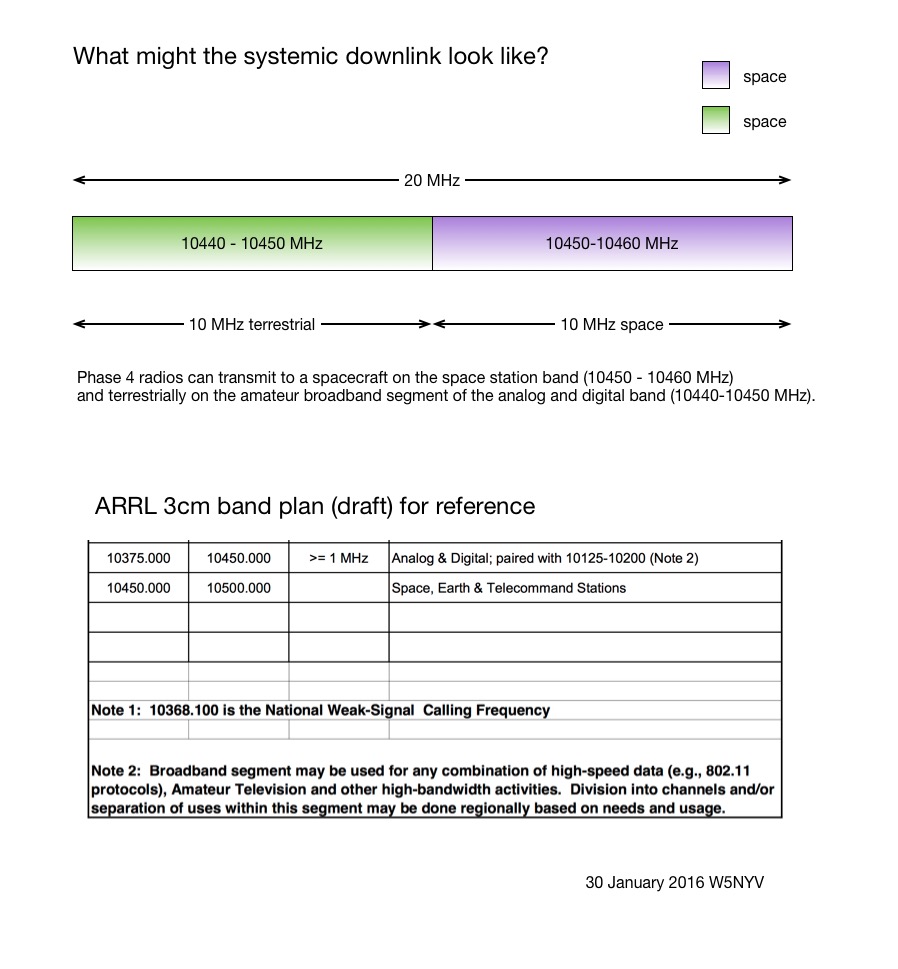 What might the systemic downlink look like?
space
space
20 MHz
10440 - 10450 MHz
10450-10460 MHz
10 MHz terrestrial
10 MHz space
Phase 4 radios can transmit to a spacecraft on the space station band (10450 - 10460 MHz)
and terrestrially on the amateur broadband segment of the analog and digital band (10440-10450 MHz).
ARRL 3cm band plan (draft) for reference
10375.000 10450.000 >= 1 MHz Analog & Digital; paired with 10125-10200 (Note 2)
10450.000 10500.000 Space, Earth & Telecommand Stations
Note 1: 10368.100 is the National Weak-Signal Calling Frequency
Note 2: Broadband segment may be used for any combination of high-speed data (e.g., 802.11
protocols), Amateur Television and other high-bandwidth activities. Division into channels and/or
separation of uses within this segment may be done regionally based on needs and usage.
30 January 2016 W5NYV